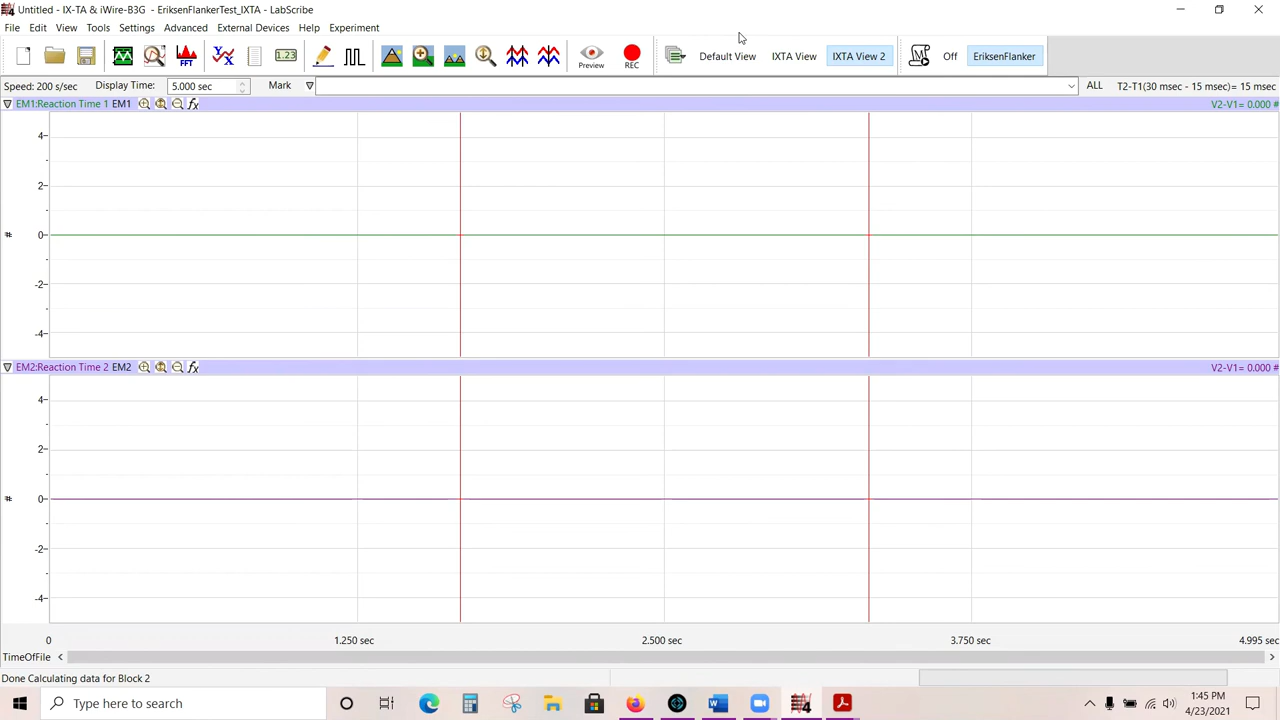 Untitled - IX-TA & iWire-B3G - EriksenFlankerTest_IXTA - LabScribe
File Edit View Tools Settings Advanced External Devices Help Experiment
FFT Y/X 1.23 Preview REC Default View IXTA View IXTA View 2 Off EriksenFlanker
Speed: 200 s/sec Display Time: 5.000 sec Mark ALL T2-T1(30 msec - 15 msec)= 15 msec
EM1:Reaction Time 1 EM1 fx V2-V1= 0.000 #
4
2
# 0
-2
-4
EM2:Reaction Time 2 EM2 fx V2-V1= 0.000 #
4
2
# 0
-2
-4
0 1.250 sec 2.500 sec 3.750 sec 4.995 sec
TimeOfFile
Done Calculating data for Block 2
Type here to search
1:45 PM
4/23/2021